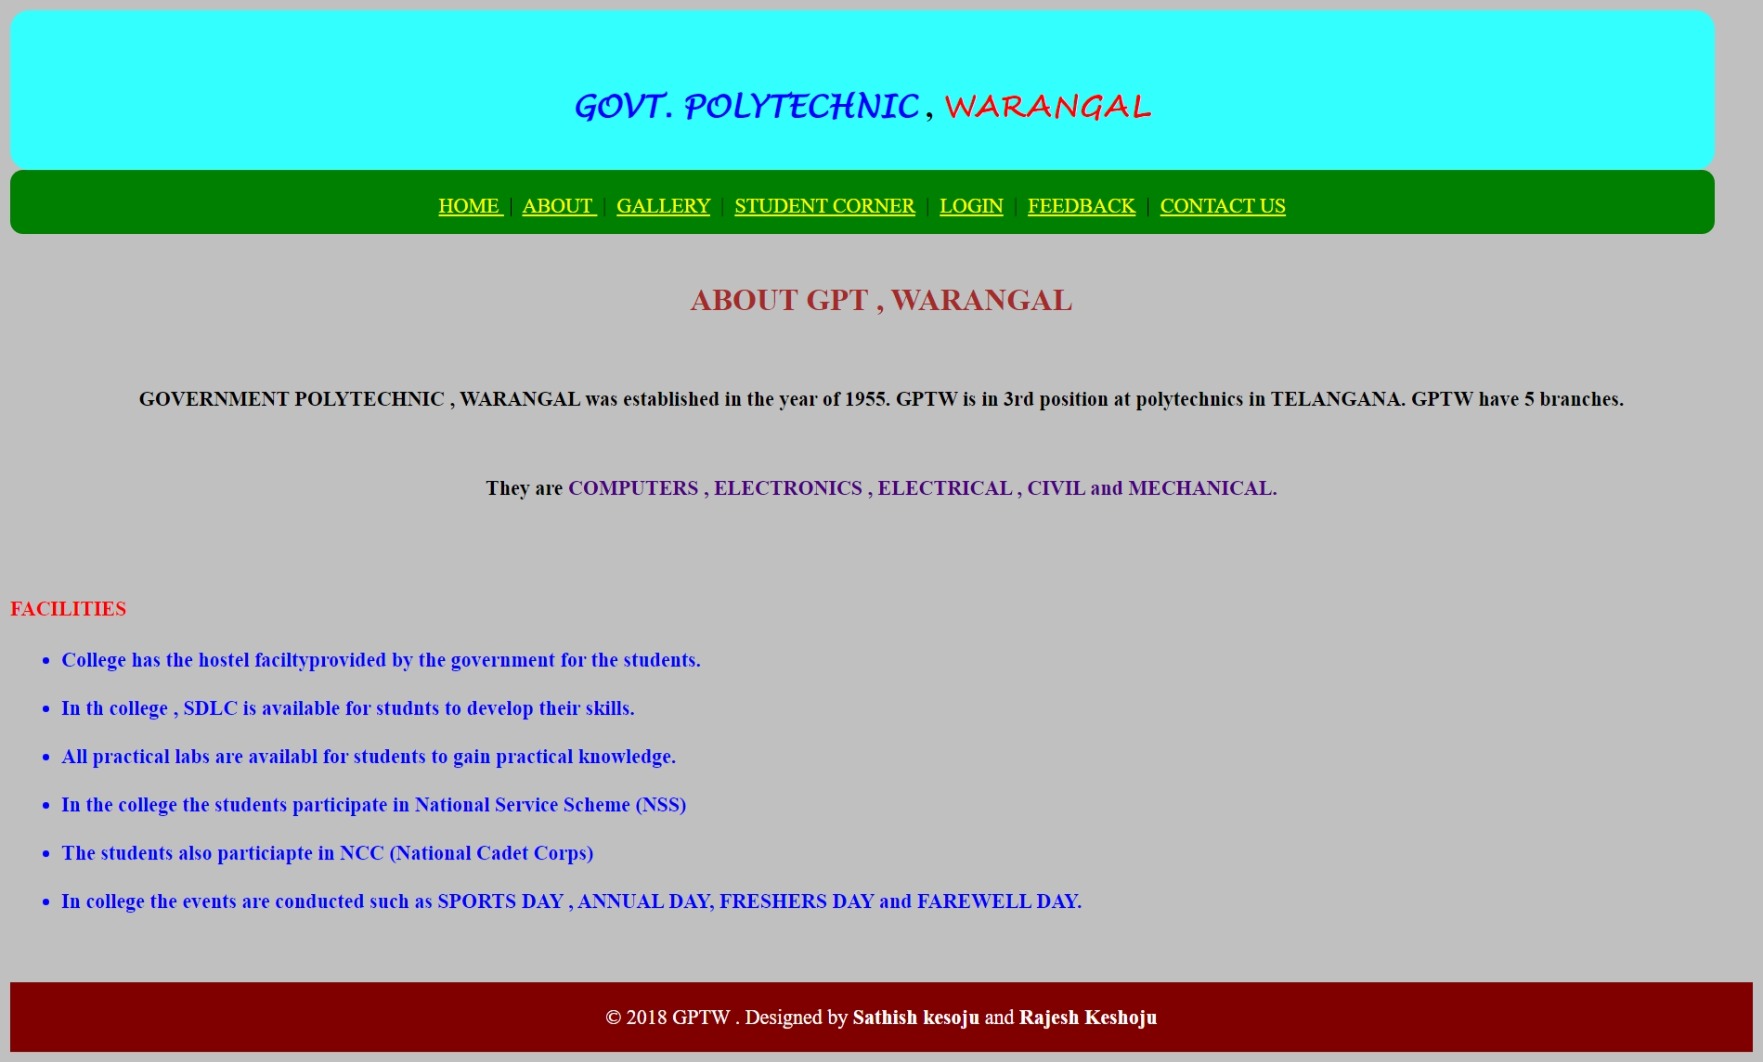 GOVT. POLYTECHNIC , WARANGAL
HOME | ABOUT | GALLERY | STUDENT CORNER | LOGIN | FEEDBACK | CONTACT US
ABOUT GPT , WARANGAL
GOVERNMENT POLYTECHNIC , WARANGAL was established in the year of 1955. GPTW is in 3rd position at polytechnics in TELANGANA. GPTW have 5 branches.
They are COMPUTERS , ELECTRONICS , ELECTRICAL , CIVIL and MECHANICAL.
FACILITIES
• College has the hostel faciltyprovided by the government for the students.
• In th college , SDLC is available for studnts to develop their skills.
• All practical labs are availabl for students to gain practical knowledge.
• In the college the students participate in National Service Scheme (NSS)
• The students also particiapte in NCC (National Cadet Corps)
• In college the events are conducted such as SPORTS DAY , ANNUAL DAY, FRESHERS DAY and FAREWELL DAY.
© 2018 GPTW . Designed by Sathish kesoju and Rajesh Keshoju